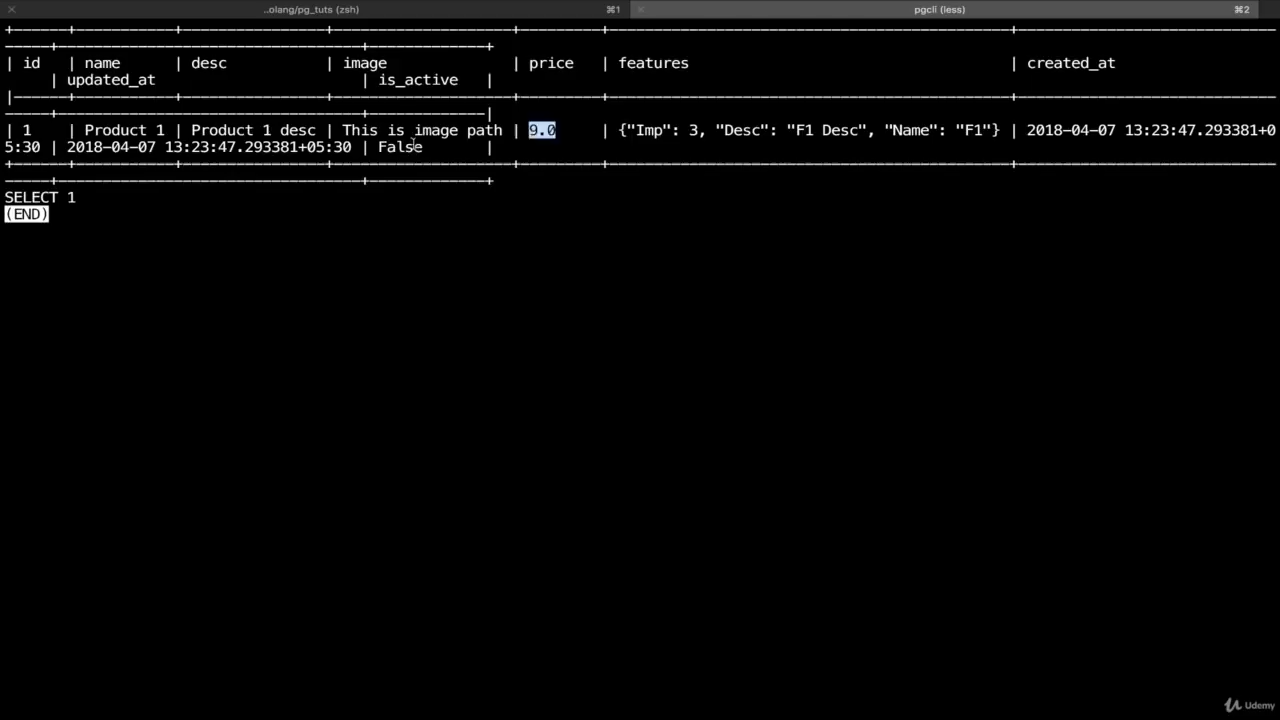 ..olang/pg_tuts (zsh) ⌘1 pgcli (less) ⌘2
| id | name | desc | image | price | features | created_at
| updated_at | is_active |
| 1 | Product 1 | Product 1 desc | This is image path | 9.0 | {"Imp": 3, "Desc": "F1 Desc", "Name": "F1"} | 2018-04-07 13:23:47.293381+0
5:30 | 2018-04-07 13:23:47.293381+05:30 | False |
SELECT 1
(END)
Udemy